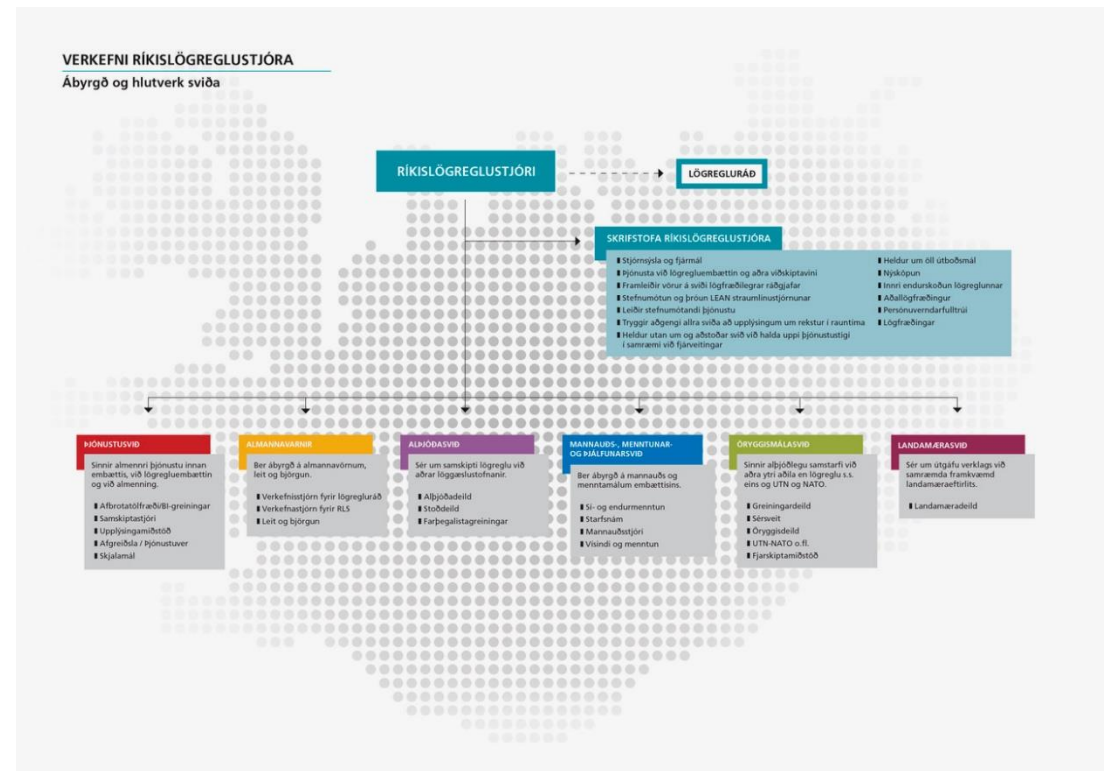 VERKEFNI RÍKISLÖGREGLUSTJÓRA
Ábyrgð og hlutverk sviða
RÍKISLÖGREGLUSTJÓRI
LÖGREGLURÁÐ
SKRIFSTOFA RÍKISLÖGREGLUSTJÓRA
Stjórnsýsla og fjármál
Þjónusta við lögregluembættin og aðra viðskiptavini
Framleiðir vörur á sviði lögfræðilegrar ráðgjafar
Stefnumótun og þróun LEAN straumlínustjórnunar
Leiðir stefnumótandi þjónustu
Tryggir aðgengi allra sviða að upplýsingum um rekstur í rauntíma
Heldur utan um og aðstoðar svið við halda uppi þjónustustigi
í samræmi við fjárveitingar
Heldur um öll útboðsmál
Nýsköpun
Innri endurskoðun lögreglunnar
Aðallögfræðingur
Persónuverndarfulltrúi
Lögfræðingar
ÞJÓNUSTUSVIÐ
Sinnir almennri þjónustu innan
embættis, við lögregluembættin
og við almenning.
Afbrotatölfræði/BI-greiningar
Samskiptastjóri
Upplýsingamiðstöð
Afgreiðsla / Þjónustuver
Skjalamál
ALMANNAVARNIR
Ber ábyrgð á almannavörnum,
leit og björgun.
Verkefnisstjórn fyrir lögregluráð
Verkefnastjórn fyrir RLS
Leit og björgun
ALÞJÓÐASVIÐ
Sér um samskipti lögreglu við
aðrar löggæslustofnanir.
Alþjóðadeild
Stoðdeild
Farþegalistagreiningar
MANNAUÐS-, MENNTUNAR-
OG ÞJÁLFUNARSVIÐ
Ber ábyrgð á mannauðs og
menntamálum embættisins.
Sí- og endurmenntun
Starfsnám
Mannauðsstjóri
Vísindi og menntun
ÖRYGGISMÁLASVIÐ
Sinnir alþjóðlegu samstarfi við
aðra ytri aðila en lögreglu s.s.
eins og UTN og NATO.
Greiningardeild
Sérsveit
Öryggisdeild
UTN-NATO o.fl.
Fjarskiptamiðstöð
LANDAMÆRASVIÐ
Sér um útgáfu verklags við
samræmda framkvæmd
landamæraeftirlits.
Landamæradeild